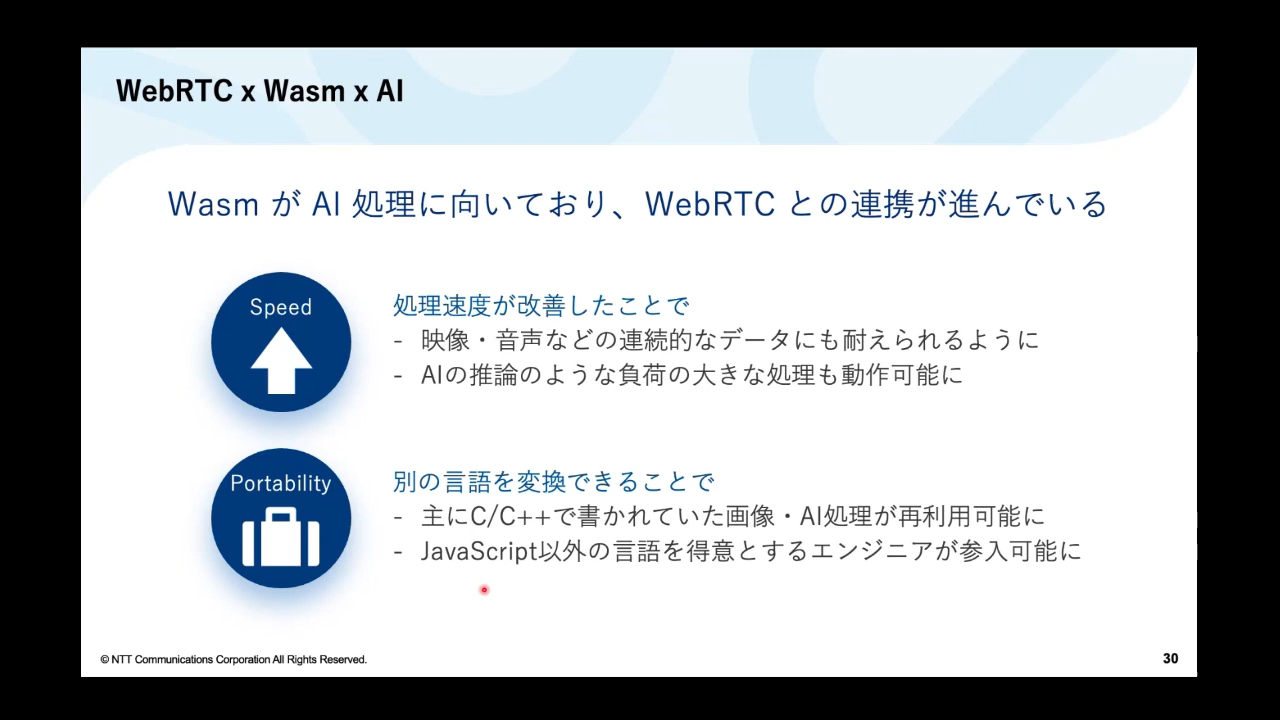 WebRTC x Wasm x AI
Wasm が AI 処理に向いており、WebRTC との連携が進んでいる
Speed
処理速度が改善したことで
- 映像・音声などの連続的なデータにも耐えられるように
- AIの推論のような負荷の大きな処理も動作可能に
Portability
別の言語を変換できることで
- 主にC/C++で書かれていた画像・AI処理が再利用可能に
- JavaScript以外の言語を得意とするエンジニアが参入可能に
© NTT Communications Corporation All Rights Reserved.
30